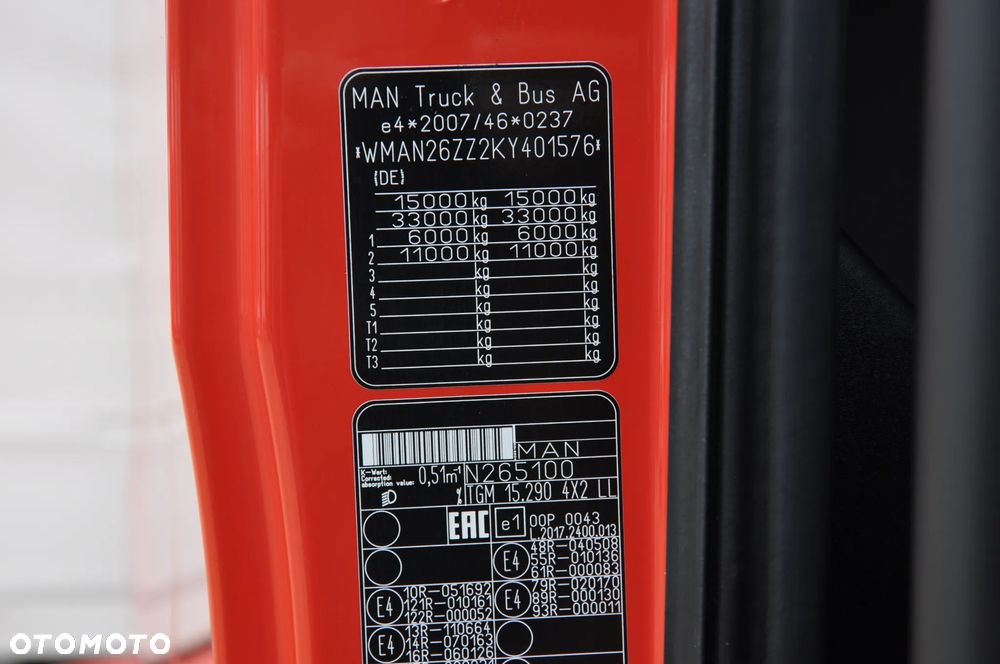 MAN Truck & Bus AG
e4*2007/46*0237
*WMAN26ZZ2KY401576*
(DE)
15000 kg 15000 kg
33000 kg 33000 kg
1 6000 kg 6000 kg
2 11000 kg 11000 kg
3 kg kg
4 kg kg
5 kg kg
T1 kg kg
T2 kg kg
T3 kg kg
MAN
K-Wert:
Corrected
absorption value: 0,51m⁻¹ N265100
% TGM 15.290 4X2 LL
EAC e1 00P 0043
L.2017.2400.013
E4 48R-040508
55R-010136
61R-000083
E4 10R-051692
121R-010161
122R-000052
E4 79R-020170
89R-000130
93R-000011
E4 13R-110664
14R-070163
16R-060126
OTOMOTO